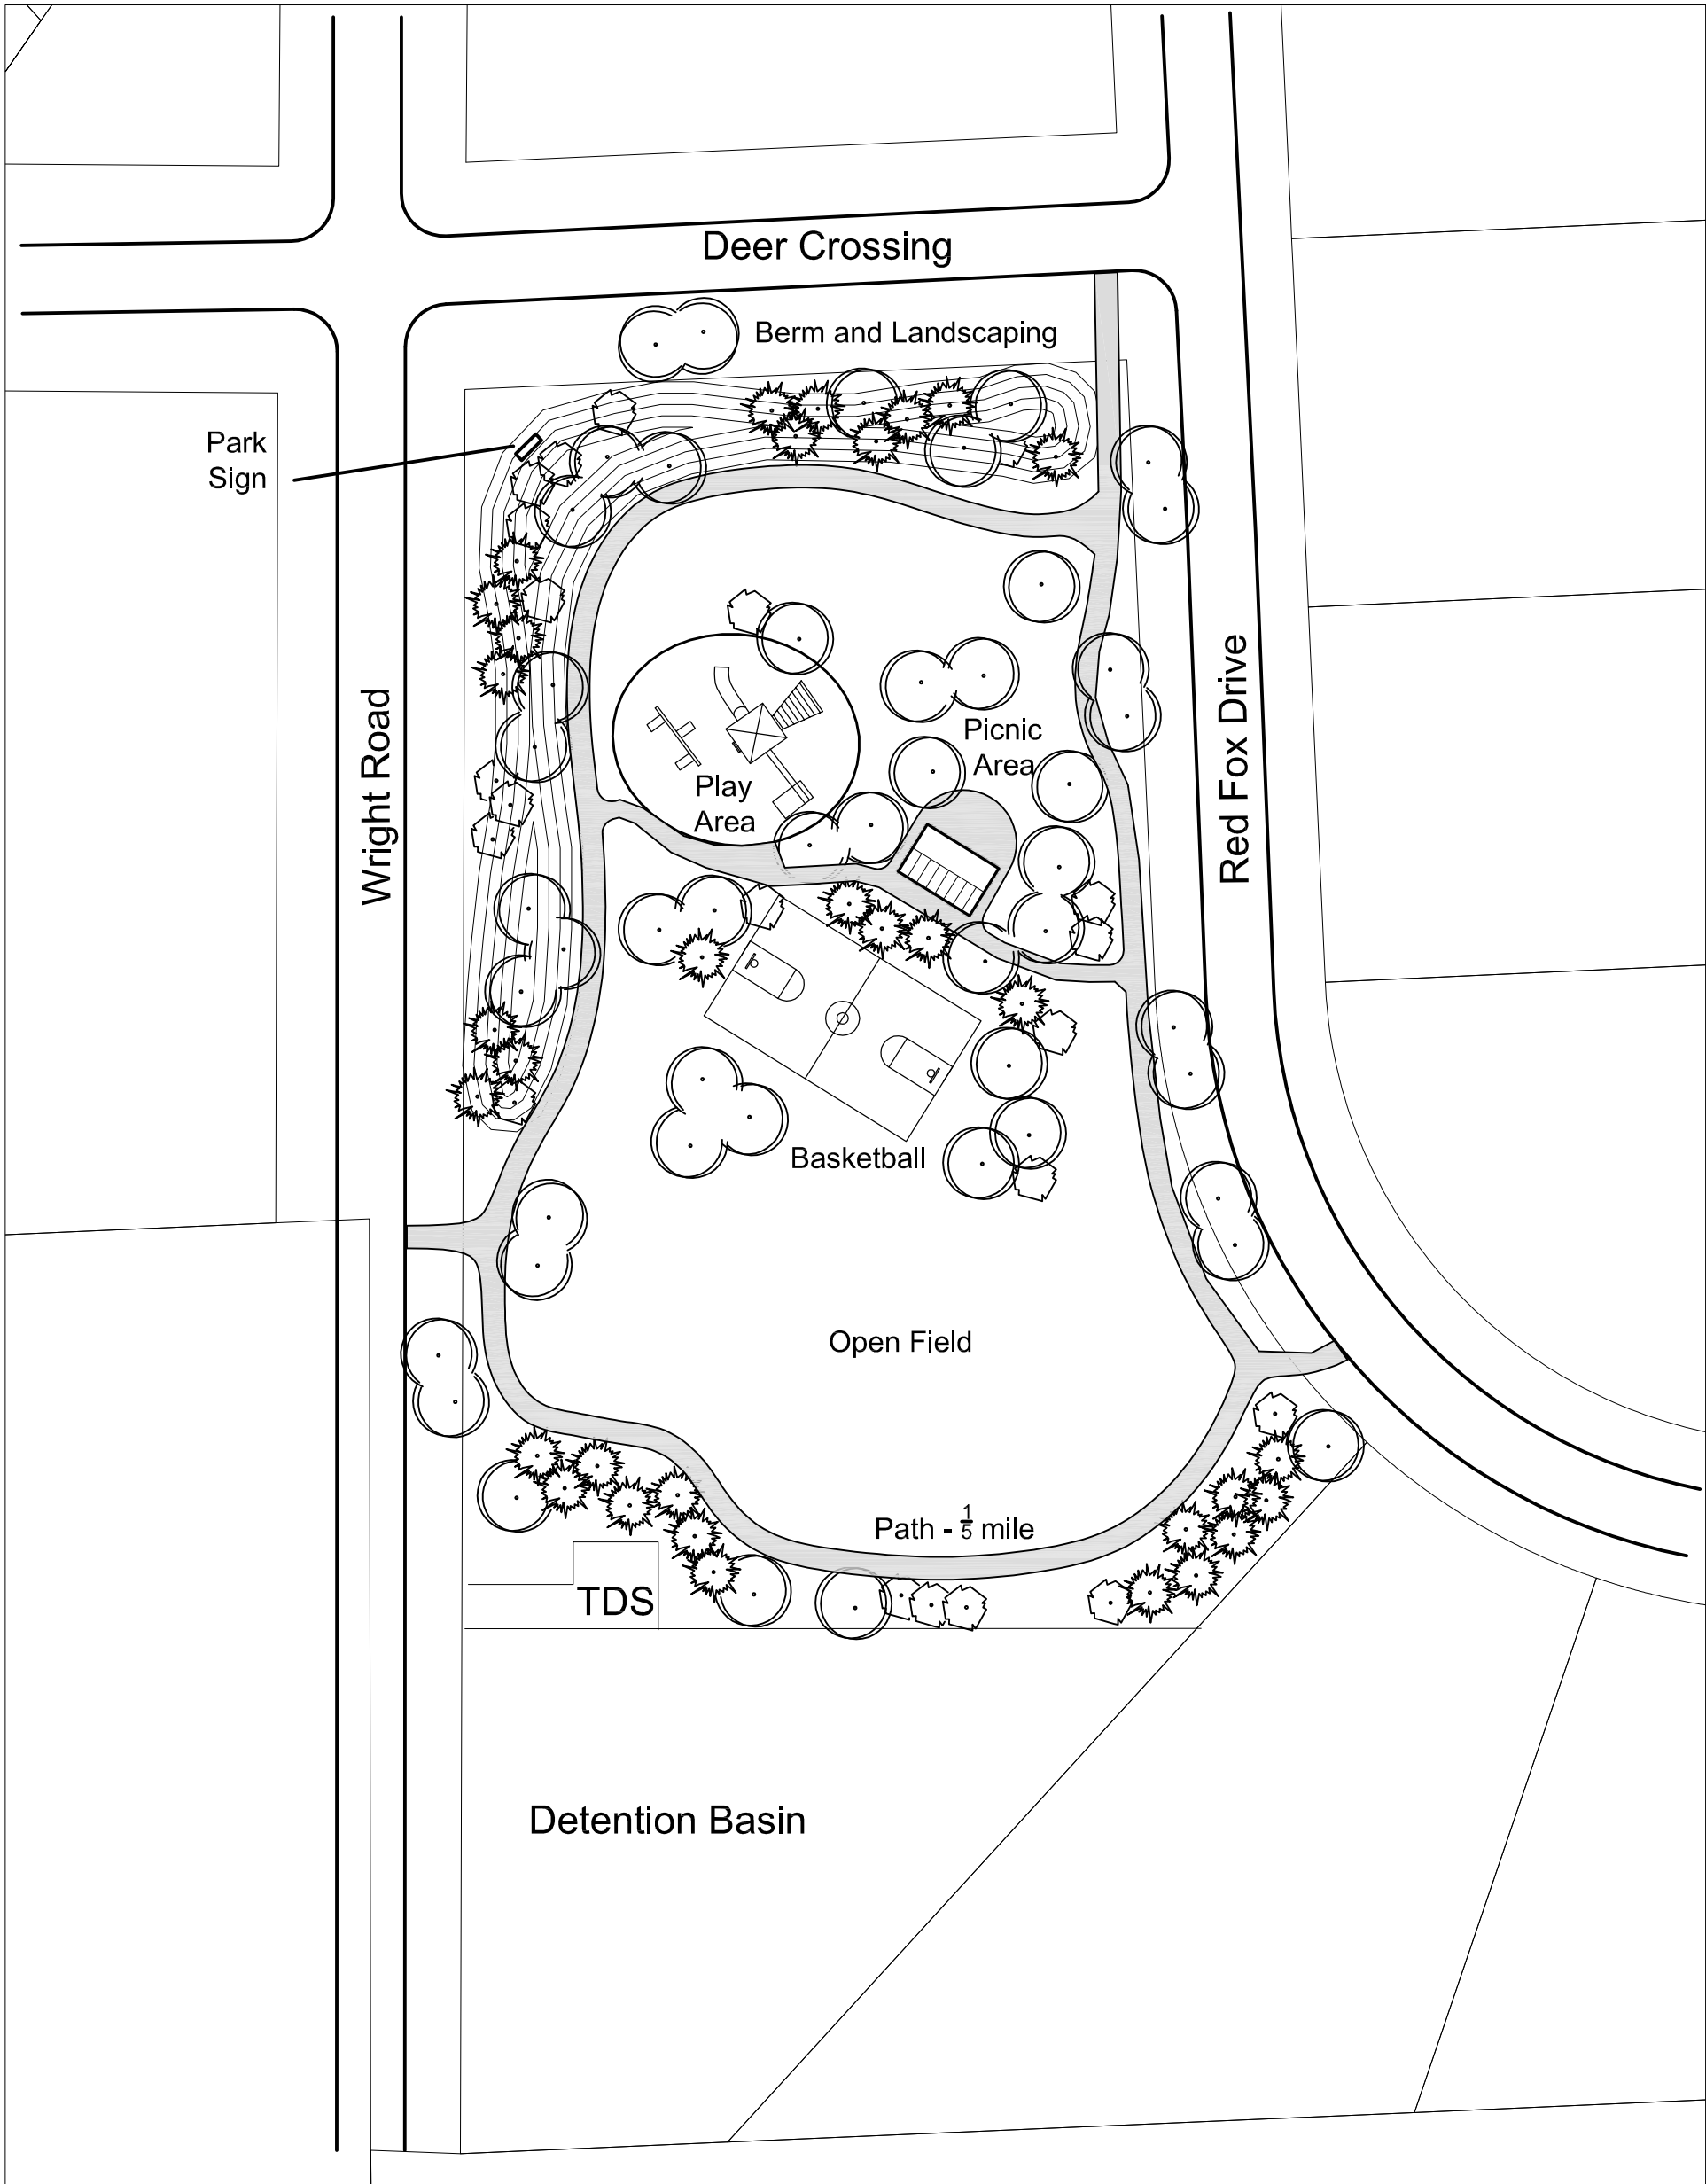 Deer Crossing
Berm and Landscaping
Park
Sign
Wright Road
Red Fox Drive
Picnic
Area
Play
Area
Basketball
Open Field
Path - 1/5 mile
TDS
Detention Basin